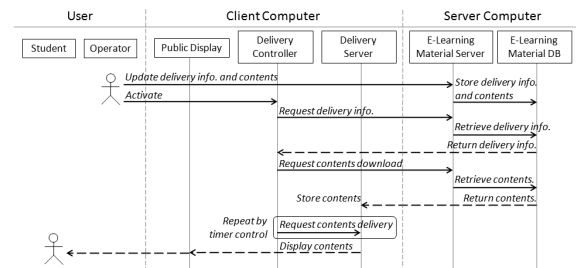 User
Client Computer
Server Computer
Student
Operator
Public Display
Delivery
Controller
Delivery
Server
E-Learning
Material Server
E-Learning
Material DB
Update delivery info. and contents
Store delivery info.
and contents
Activate
Request delivery info.
Retrieve delivery info.
Return delivery info.
Request contents download
Retrieve contents.
Store contents
Return contents.
Repeat by
timer control
Request contents delivery
Display contents